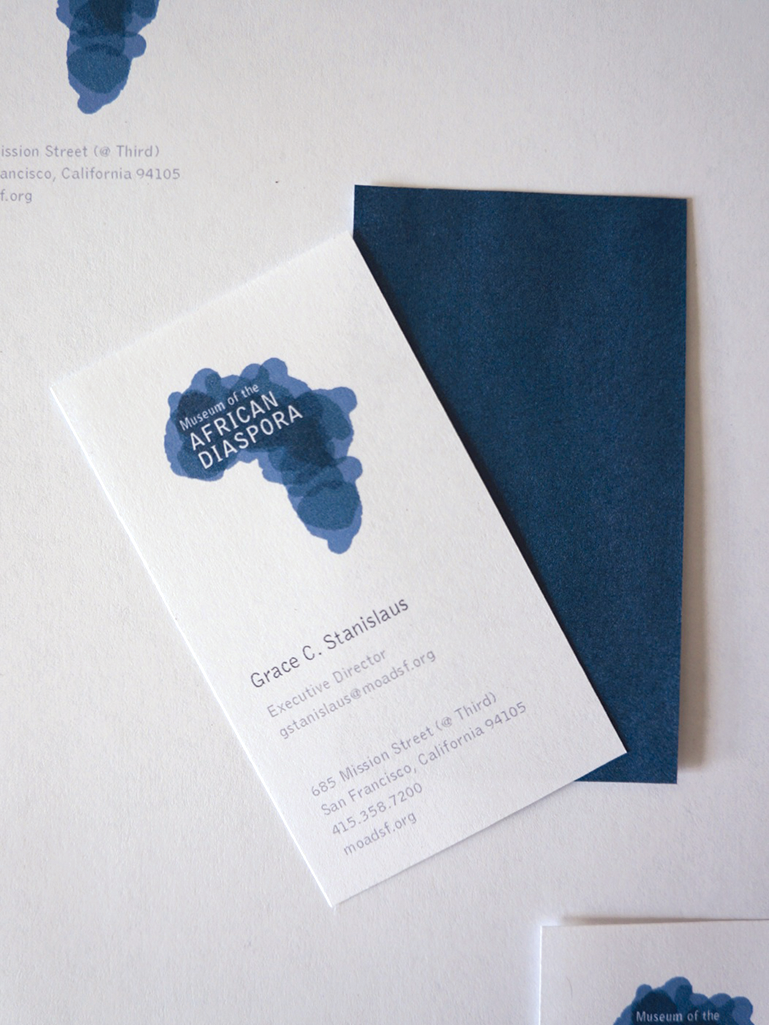 ission Street (@ Third)
ancisco, California 94105
f.org
Museum of the
AFRICAN
DIASPORA
Grace C. Stanislaus
Executive Director
gstanislaus@moadsf.org
685 Mission Street (@ Third)
San Francisco, California 94105
415.358.7200
moadsf.org
Museum of the